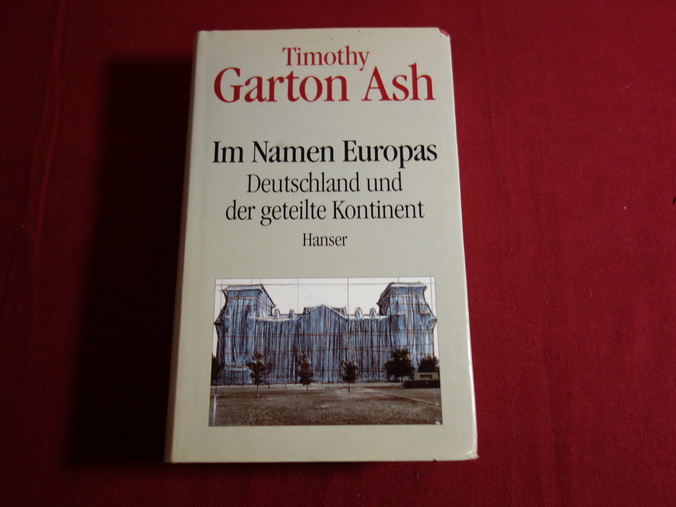 Timothy
Garton Ash
Im Namen Europas
Deutschland und
der geteilte Kontinent
Hanser